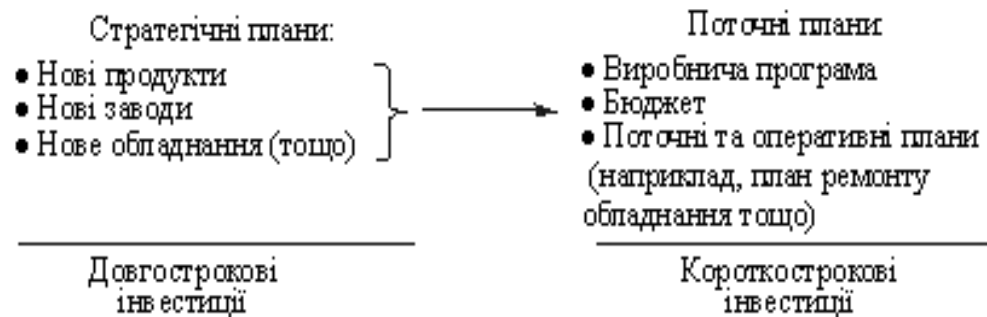 Стратегічні плани:
● Нові продукти
● Нові заводи
● Нове обладнання (тощо)
Довгострокові
інвестиції
Поточні плани
● Виробнича програма
● Бюджет
● Поточні та оперативні плани
(наприклад, план ремонту
обладнання тощо)
Короткострокові
інвестиції